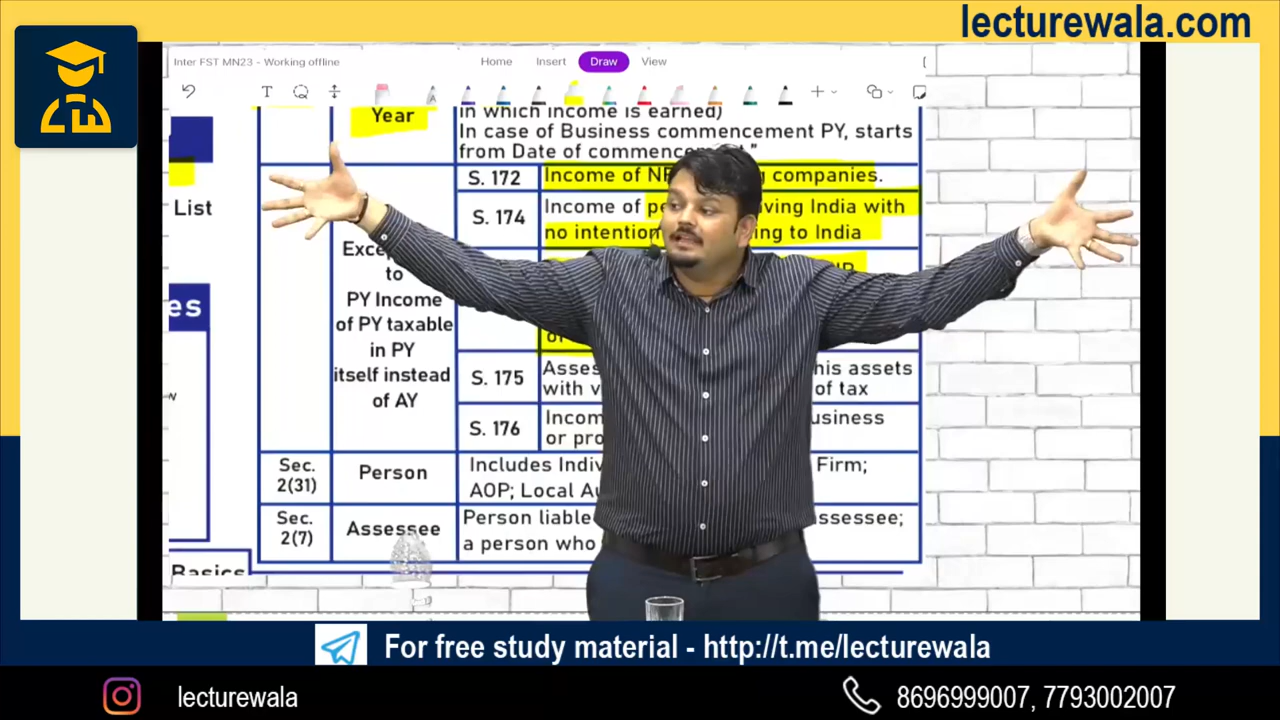 lecturewala.com
Inter FST MN23 - Working offline
Home
Insert
Draw
View
Year
in which income is earned)
In case of Business commencement PY, starts
from Date of commencement."
List
S. 172
Income of companies.
S. 174
Income of iving India with
no intention ing to India
to
PY Income
of PY taxable
in PY
itself instead
of AY
es
S. 175
Asses his assets
with v of tax
S. 176
Incom usiness
or pro
Sec.
2(31)
Person
Includes Indiv Firm;
AOP; Local Au
Sec.
2(7)
Assessee
Person liable ssessee;
a person who
Basics
For free study material - http://t.me/lecturewala
lecturewala
8696999007, 7793002007